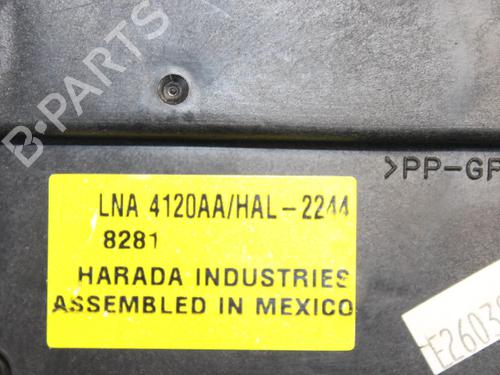 B-PARTS
>PP-GF
LNA 4120AA/HAL-2244
8281
HARADA INDUSTRIES
ASSEMBLED IN MEXICO